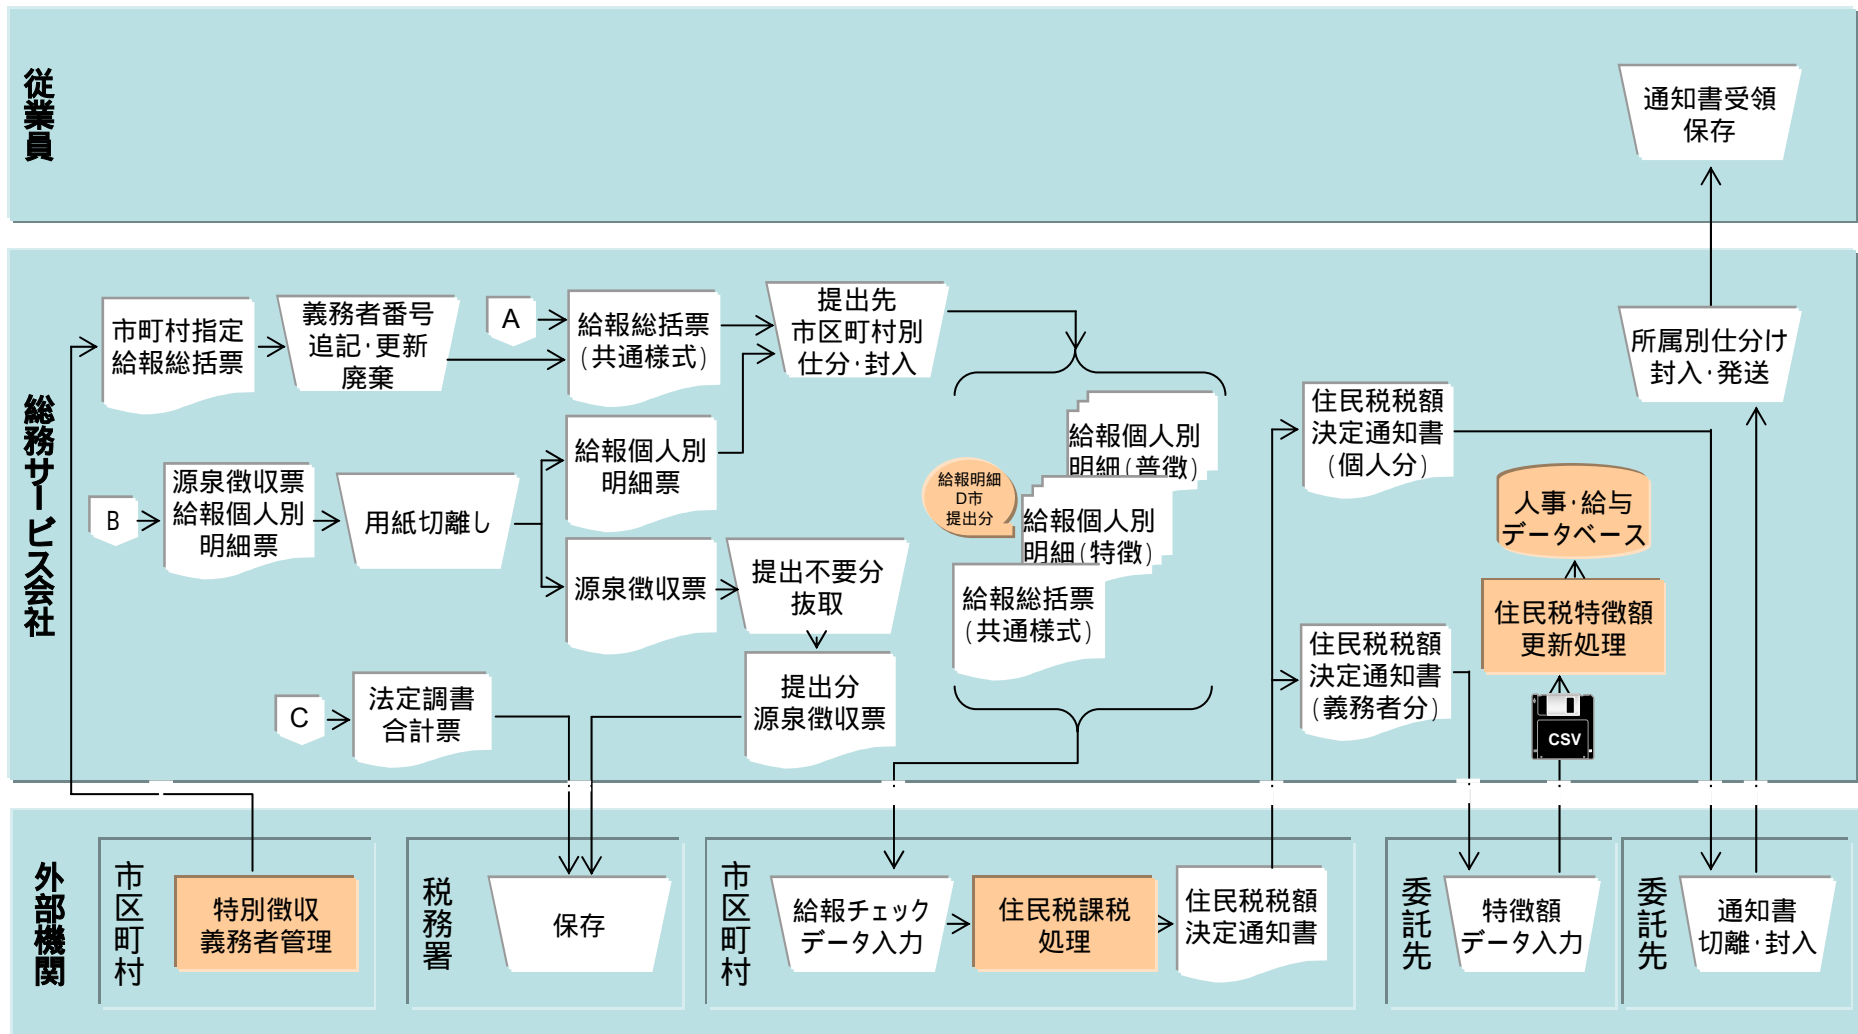 従業員
通知書受領
保存
総務サービス会社
市町村指定
給報総括票
義務者番号
追記・更新
廃棄
A
給報総括票
(共通様式)
提出先
市区町村別
仕分・封入
B
源泉徴収票
給報個人別
明細票
用紙切離し
給報個人別
明細票
源泉徴収票
提出不要分
抜取
提出分
源泉徴収票
C
法定調書
合計票
給報個人別
明細(普徴)
給報明細
D市
提出分
給報個人別
明細(特徴)
給報総括票
(共通様式)
住民税税額
決定通知書
(個人分)
住民税税額
決定通知書
(義務者分)
人事・給与
データベース
住民税特徴額
更新処理
CSV
所属別仕分け
封入・発送
外部機関
市区町村
特別徴収
義務者管理
税務署
保存
市区町村
給報チェック
データ入力
住民税課税
処理
住民税税額
決定通知書
委託先
特徴額
データ入力
委託先
通知書
切離・封入